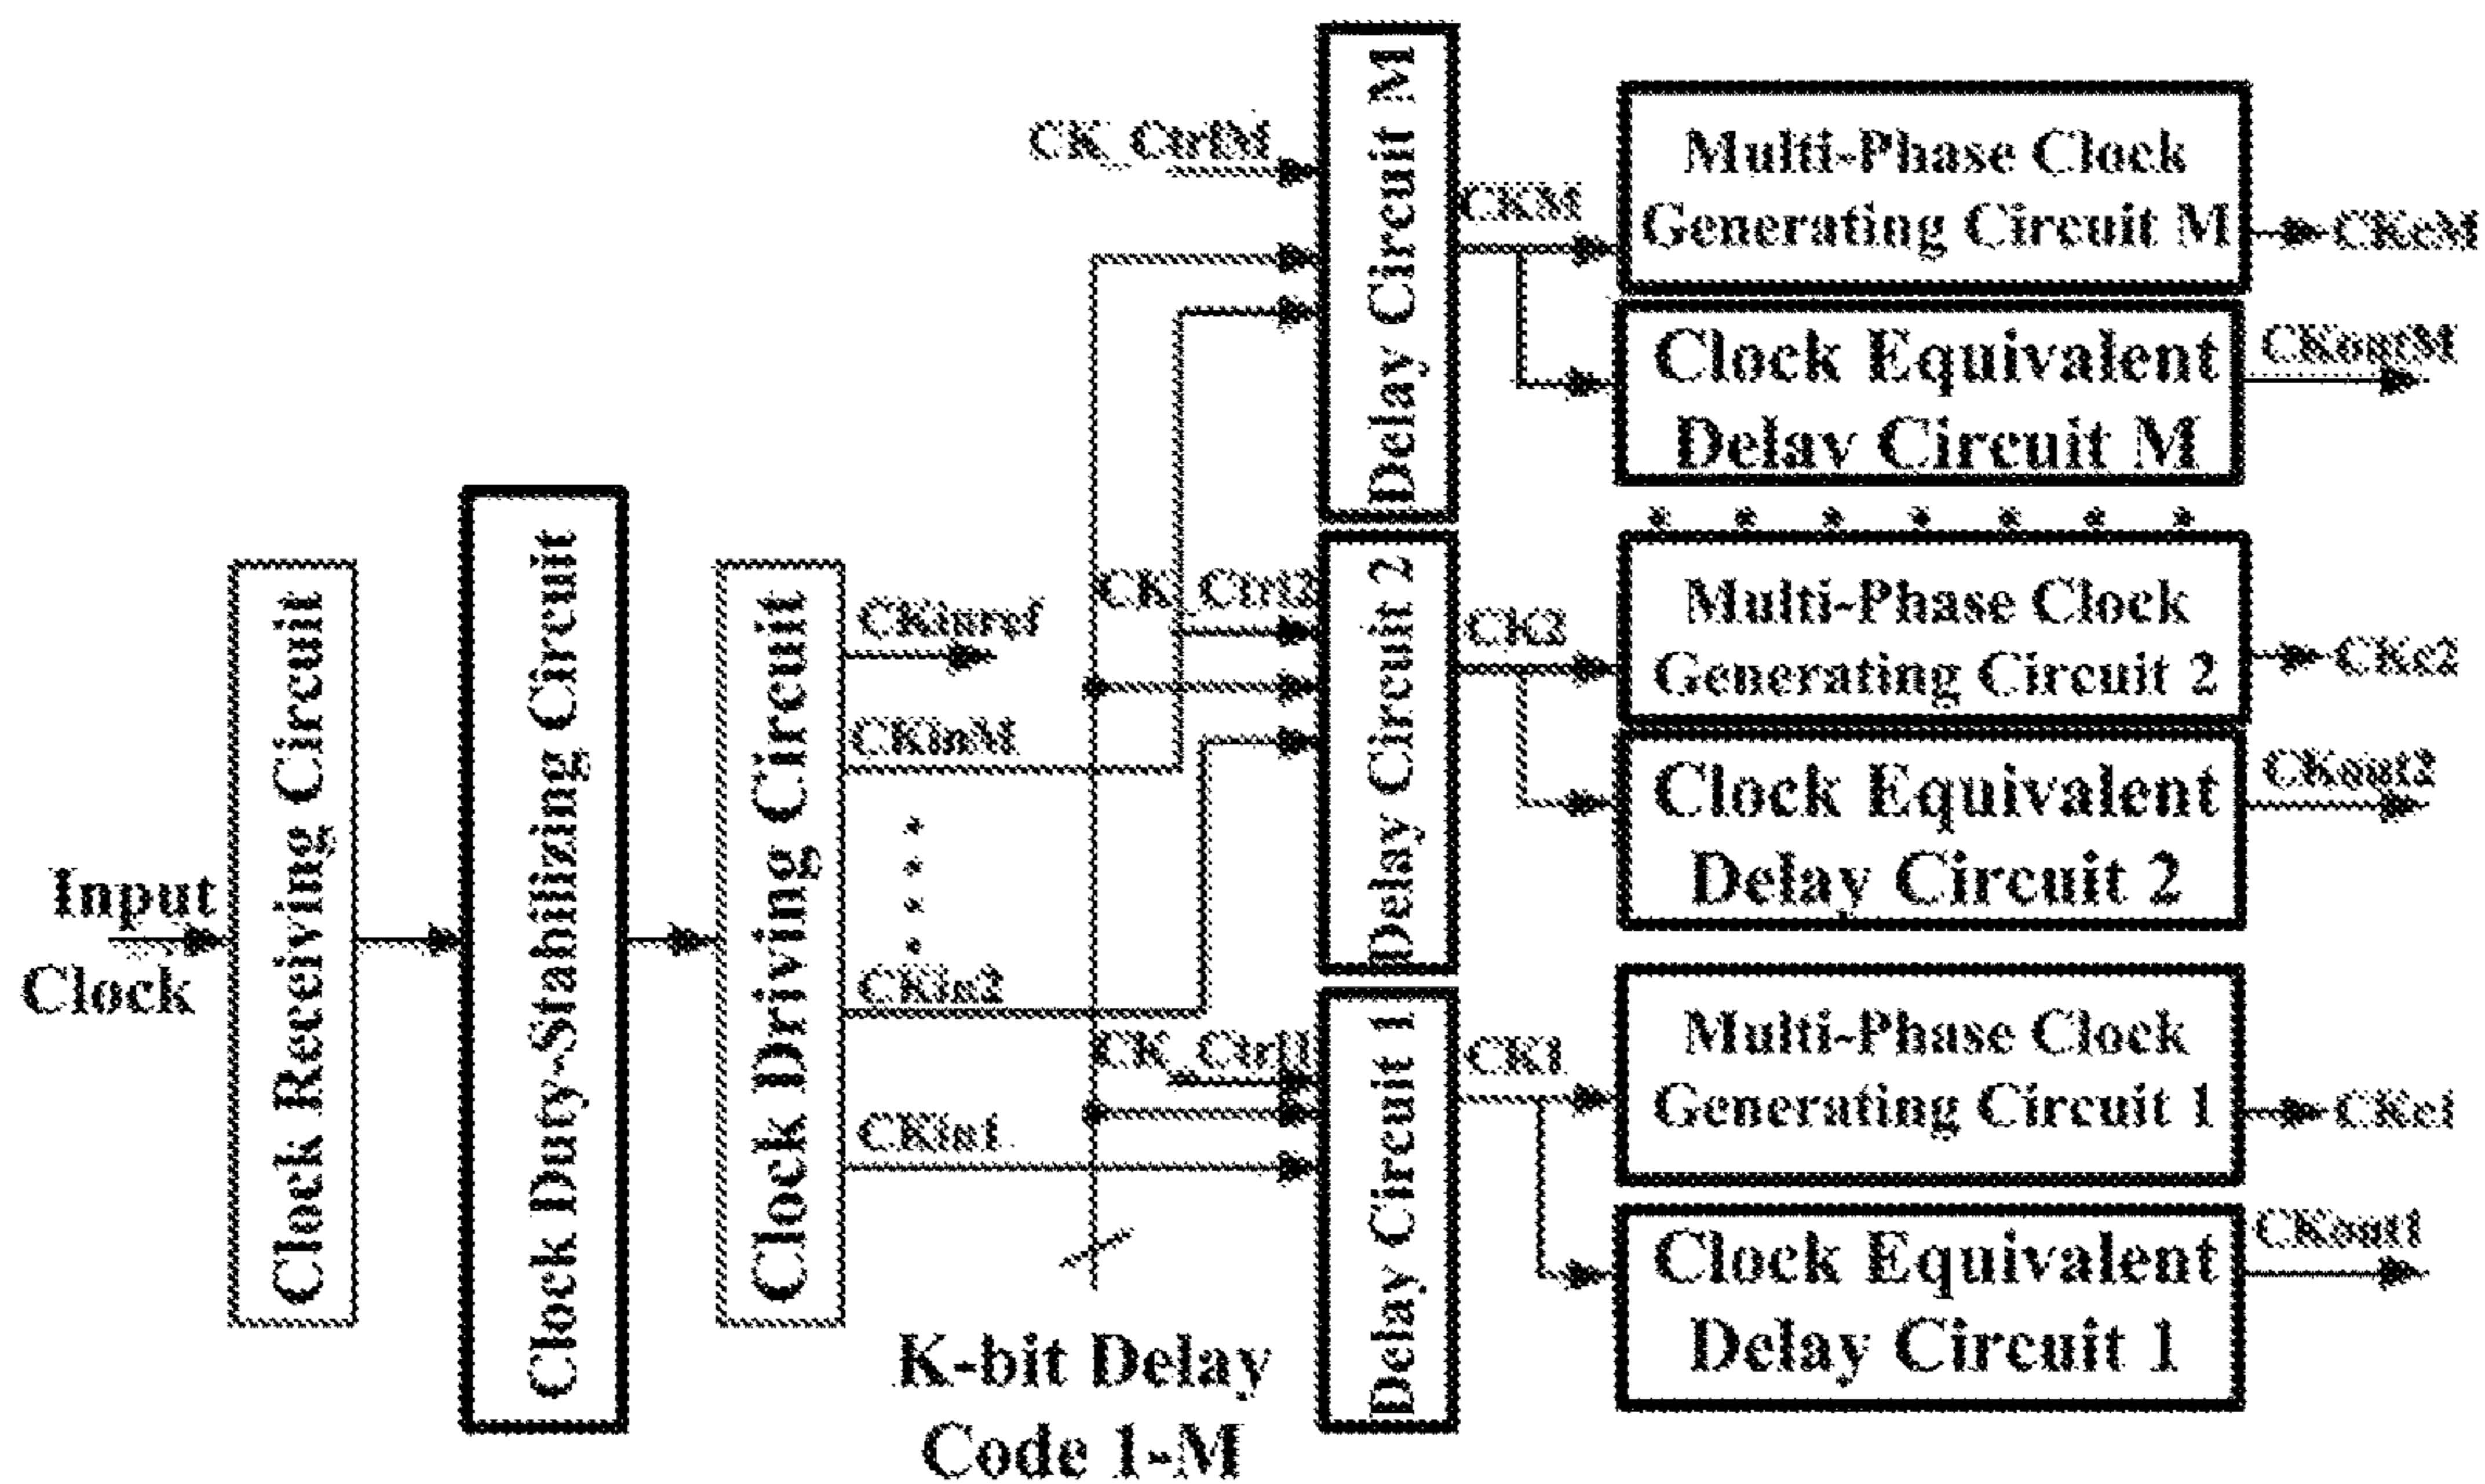 Input
Clock
Clock Receiving Circuit
Clock Duty-Stabilizing Circuit
Clock Driving Circuit
CKinref
CKinM
CKin2
CKin1
K-bit Delay
Code 1-M
CK_CtrlM
CK_Ctrl2
CK_Ctrl1
Delay Circuit M
Delay Circuit 2
Delay Circuit 1
CKM
CK2
CK1
Multi-Phase Clock
Generating Circuit M
CKeM
Clock Equivalent
Delay Circuit M
CKoutM
Multi-Phase Clock
Generating Circuit 2
CKe2
Clock Equivalent
Delay Circuit 2
CKout2
Multi-Phase Clock
Generating Circuit 1
CKe1
Clock Equivalent
Delay Circuit 1
CKout1